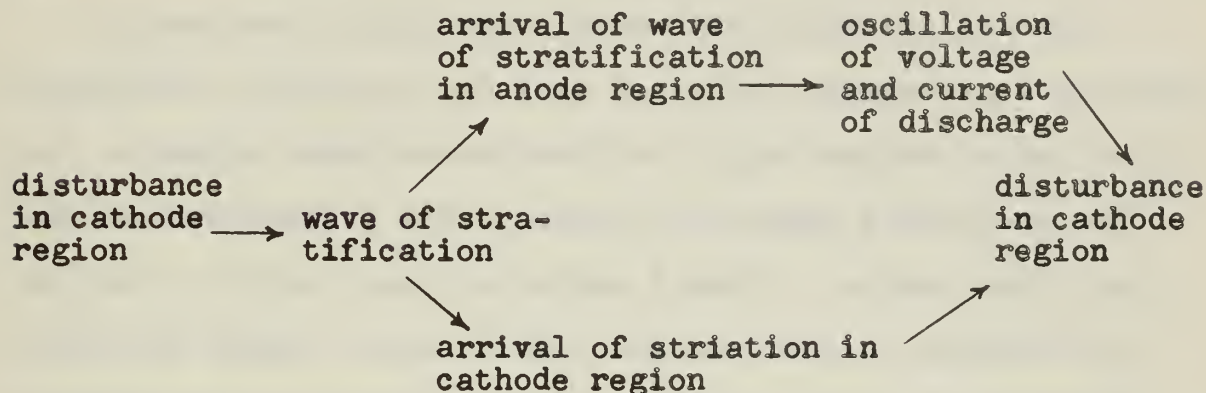 arrival of wave
of stratification
in anode region
oscillation
of voltage
and current
of discharge
disturbance
in cathode
region
wave of stra-
tification
disturbance
in cathode
region
arrival of striation in
cathode region